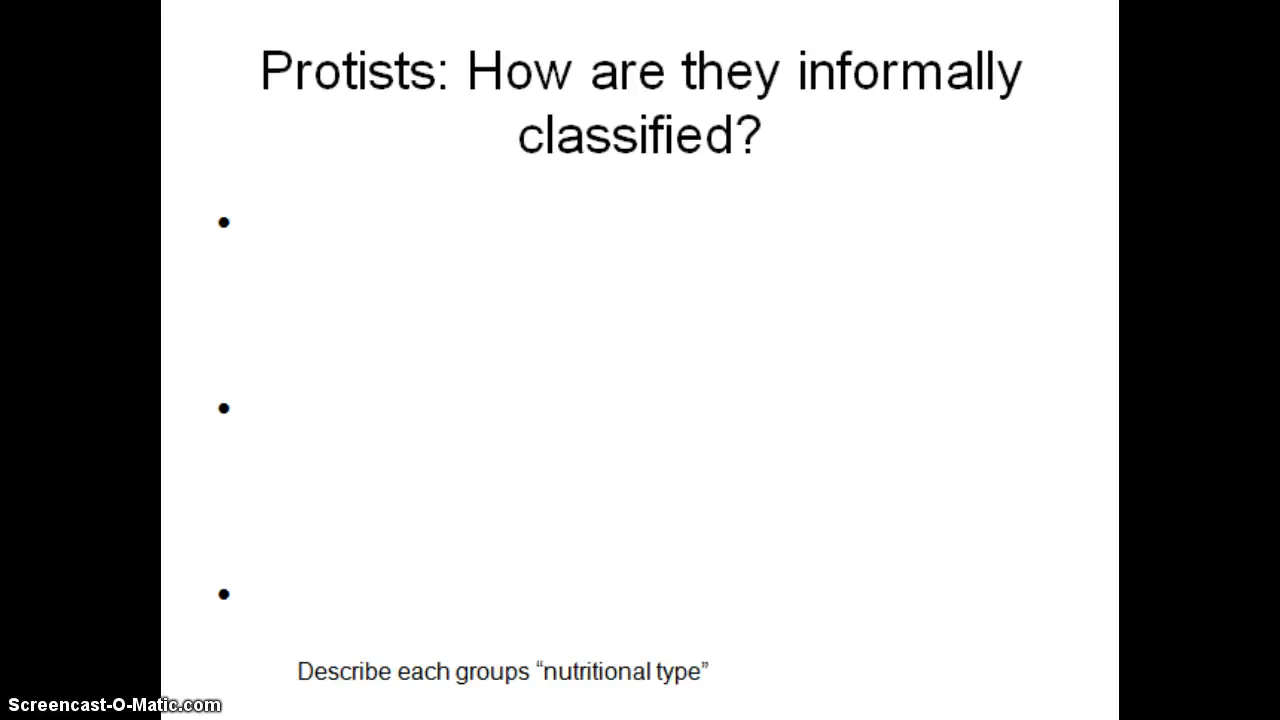 Protists: How are they informally
classified?
•
•
•
Describe each groups “nutritional type”
Screencast-O-Matic.com